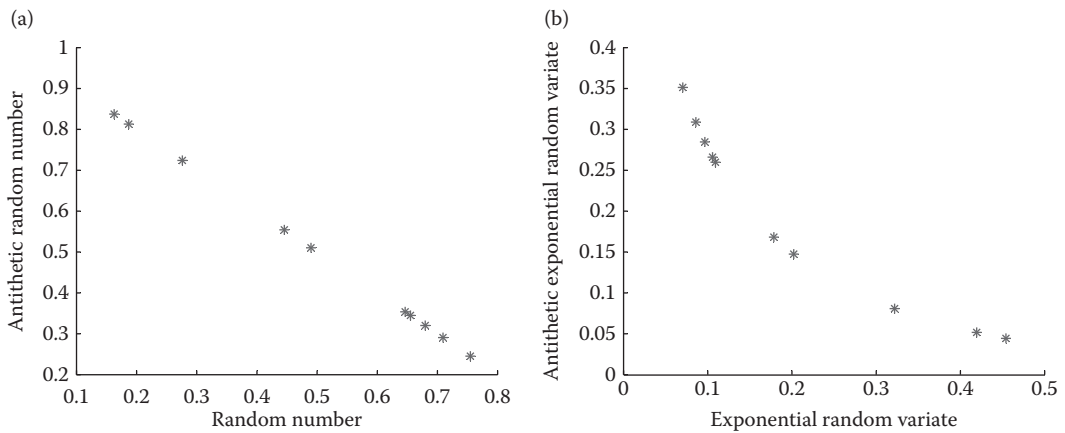 (a)
1
0.9
0.8
0.7
0.6
0.5
0.4
0.3
0.2
0.1 0.2 0.3 0.4 0.5 0.6 0.7 0.8
Antithetic random number
Random number
(b)
0.4
0.35
0.3
0.25
0.2
0.15
0.1
0.05
0
0 0.1 0.2 0.3 0.4 0.5
Antithetic exponential random variate
Exponential random variate